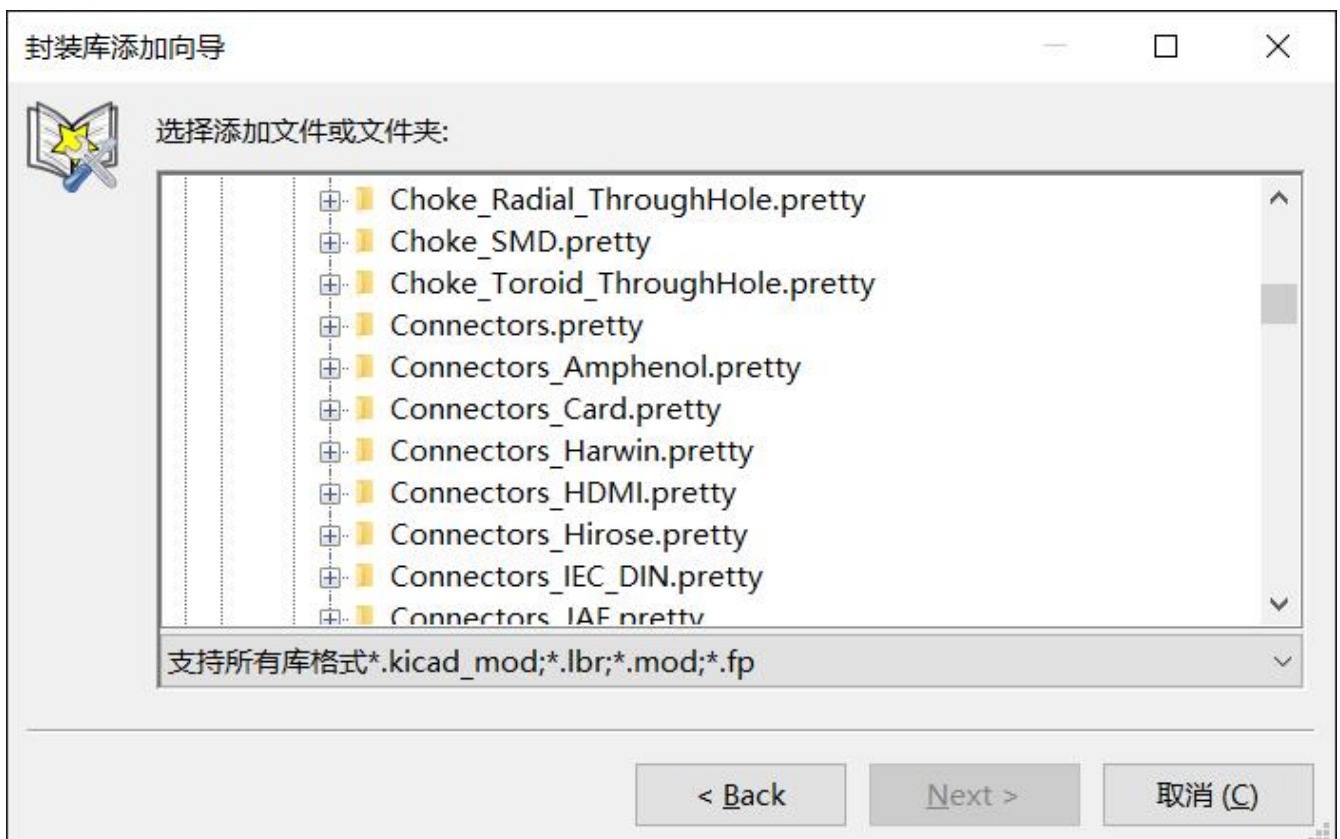 封装库添加向导
选择添加文件或文件夹:
Choke_Radial_ThroughHole.pretty
Choke_SMD.pretty
Choke_Toroid_ThroughHole.pretty
Connectors.pretty
Connectors_Amphenol.pretty
Connectors_Card.pretty
Connectors_Harwin.pretty
Connectors_HDMI.pretty
Connectors_Hirose.pretty
Connectors_IEC_DIN.pretty
Connectors_JAE.pretty
支持所有库格式*.kicad_mod;*.lbr;*.mod;*.fp
< Back Next > 取消 (C)